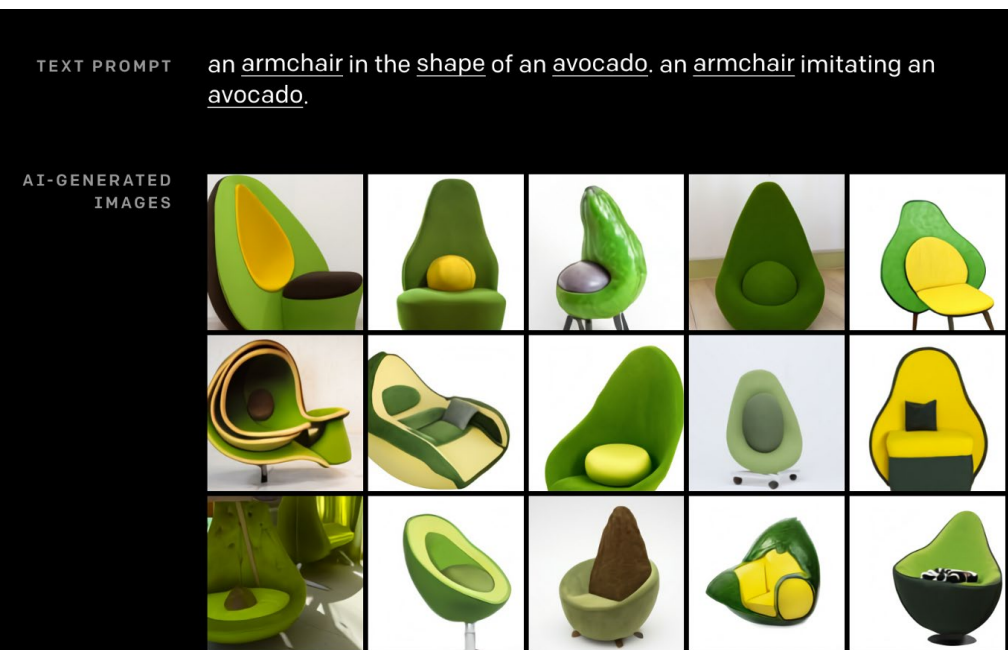 TEXT PROMPT
an armchair in the shape of an avocado. an armchair imitating an
avocado.
AI-GENERATED
IMAGES